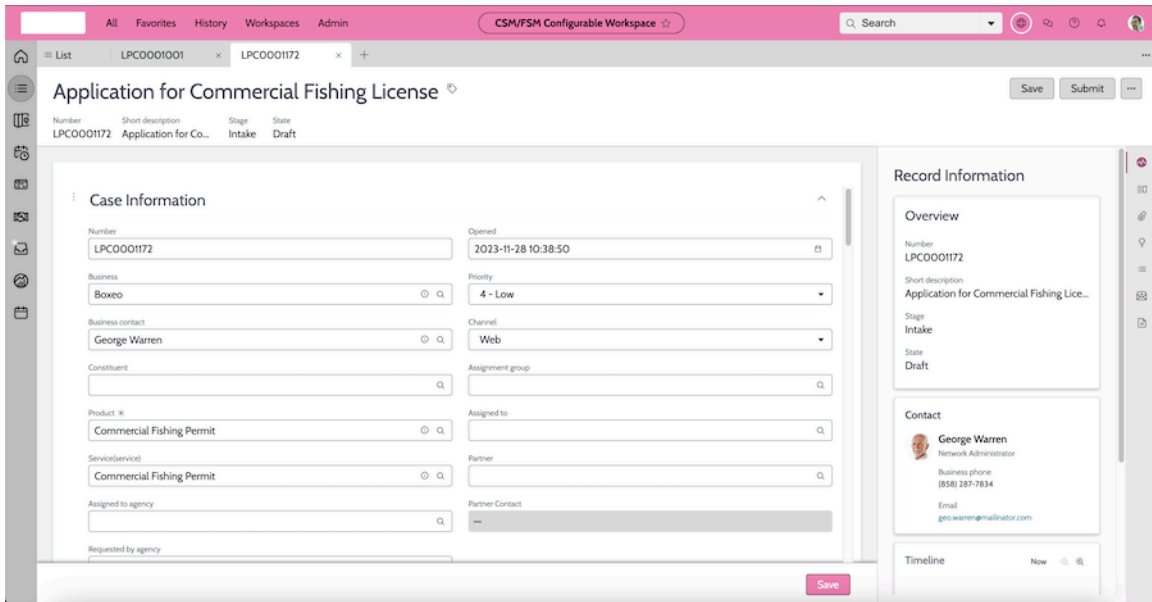 All Favorites History Workspaces Admin
CSM/FSM Configurable Workspace
Search
List
LPC0001001
LPC0001172
Application for Commercial Fishing License
Save
Submit
Number
LPC0001172
Short description
Application for Co...
Stage
Intake
State
Draft
Case Information
Number
LPC0001172
Opened
2023-11-28 10:38:50
Business
Boxeo
Priority
4 - Low
Business contact
George Warren
Channel
Web
Constituent
Assignment group
Product
Commercial Fishing Permit
Assigned to
Service(service)
Commercial Fishing Permit
Partner
Assigned to agency
Partner Contact
—
Requested by agency
Save
Record Information
Overview
Number
LPC0001172
Short description
Application for Commercial Fishing Lice...
Stage
Intake
State
Draft
Contact
George Warren
Network Administrator
Business phone
(858) 287-7834
Email
geo.warren@mailinator.com
Timeline
Now